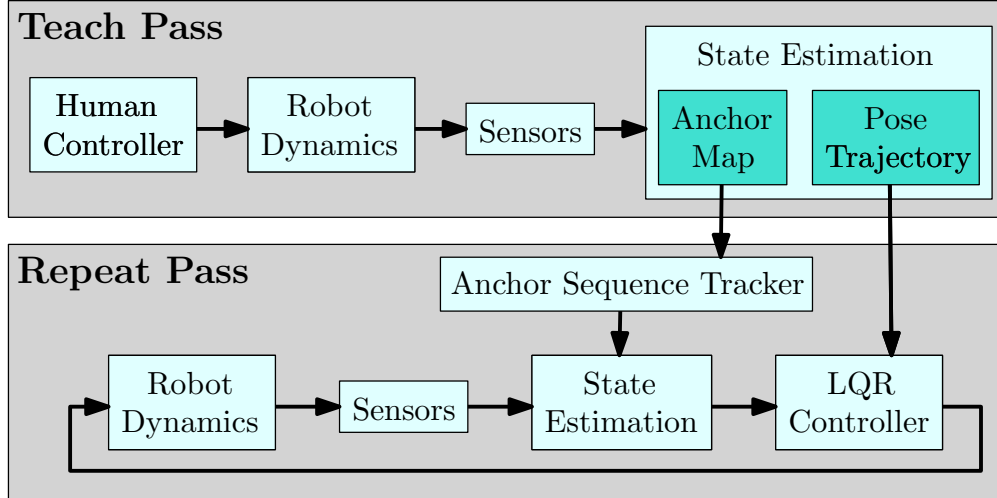 Teach Pass
Human
Controller
Robot
Dynamics
Sensors
State Estimation
Anchor
Map
Pose
Trajectory
Repeat Pass
Anchor Sequence Tracker
Robot
Dynamics
Sensors
State
Estimation
LQR
Controller